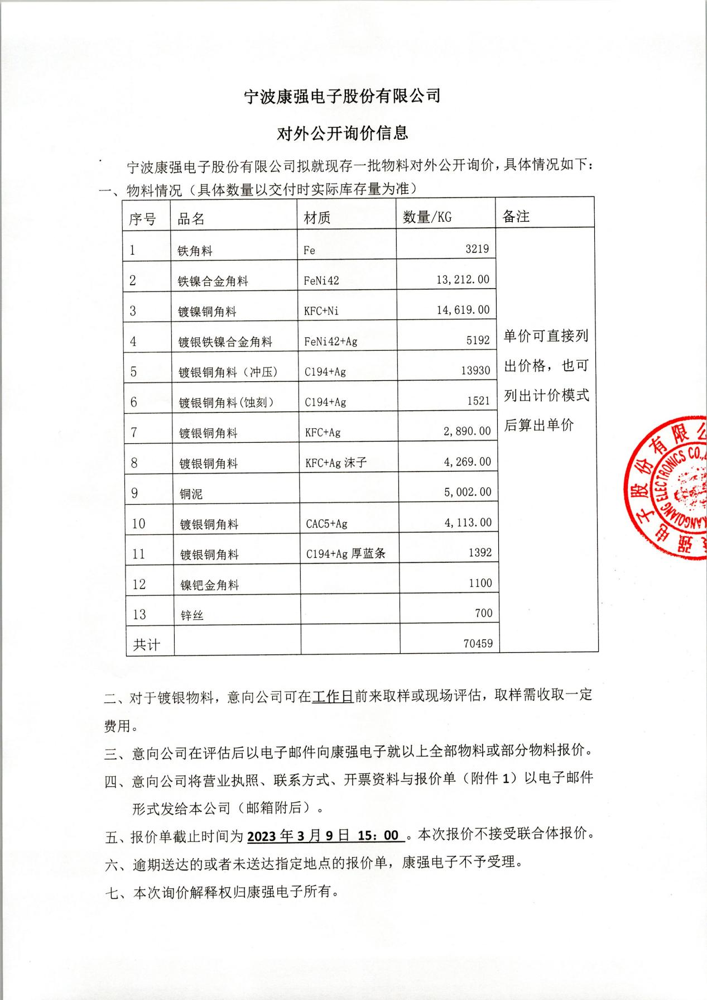 宁波康强电子股份有限公司
对外公开询价信息
宁波康强电子股份有限公司拟就现存一批物料对外公开询价，具体情况如下：
一、物料情况（具体数量以交付时实际库存量为准）
序号 品名 材质 数量/KG 备注
1 铁角料 Fe 3219
2 铁镍合金角料 FeNi42 13,212.00
3 镀镍铜角料 KFC+Ni 14,619.00
4 镀银铁镍合金角料 FeNi42+Ag 5192
5 镀银铜角料（冲压） C194+Ag 13930
6 镀银铜角料(蚀刻） C194+Ag 1521
7 镀银铜角料 KFC+Ag 2,890.00
8 镀银铜角料 KFC+Ag 沫子 4,269.00
9 铜泥 5,002.00
10 镀银铜角料 CAC5+Ag 4,113.00
11 镀银铜角料 C194+Ag 厚蓝条 1392
12 镍钯金角料 1100
13 锌丝 700
共计 70459
单价可直接列
出价格，也可
列出计价模式
后算出单价
二、对于镀银物料，意向公司可在工作日前来取样或现场评估，取样需收取一定
费用。
三、意向公司在评估后以电子邮件向康强电子就以上全部物料或部分物料报价。
四、意向公司将营业执照、联系方式、开票资料与报价单（附件 1）以电子邮件
形式发给本公司（邮箱附后）。
五、报价单截止时间为 2023 年 3 月 9 日 15：00 。本次报价不接受联合体报价。
六、逾期送达的或者未送达指定地点的报价单，康强电子不予受理。
七、本次询价解释权归康强电子所有。
强电子股份有限公
KANGQIANG ELECTRONICS CO.,